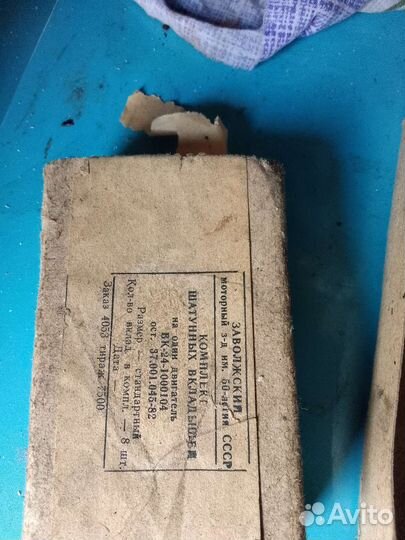 ЗАВОЛЖСКИЙ
моторный з-д им. 50-летия СССР
КОМПЛЕКТ
ШАТУННЫХ ВКЛАДЫШЕЙ
на один двигатель
ВК-24-1000104
ост. 37.001.045-82
Размер — стандартный
Кол-во вклад. в компл. — 8 шт.
Дата —
Заказ 4053 тираж 7500
Avito